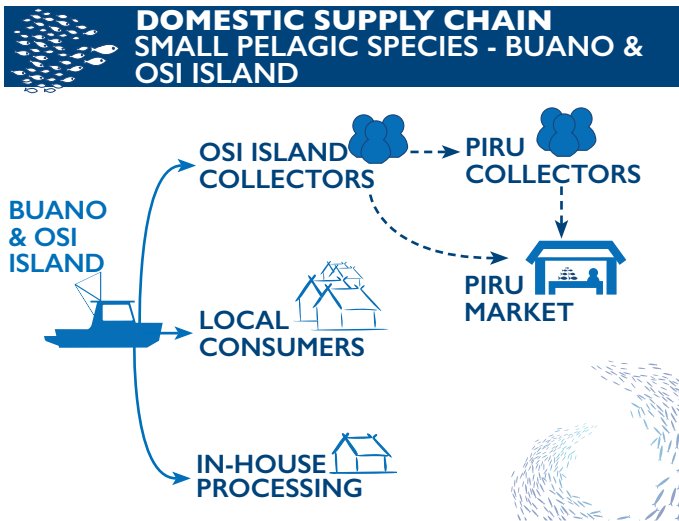 DOMESTIC SUPPLY CHAIN
SMALL PELAGIC SPECIES - BUANO &
OSI ISLAND
BUANO
& OSI
ISLAND
OSI ISLAND
COLLECTORS
PIRU
COLLECTORS
PIRU
MARKET
LOCAL
CONSUMERS
IN-HOUSE
PROCESSING